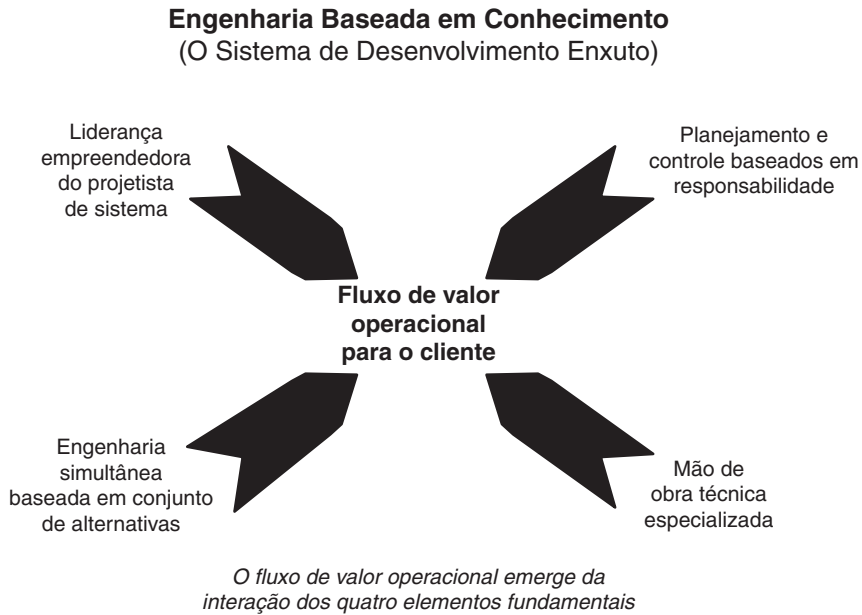 Engenharia Baseada em Conhecimento
(O Sistema de Desenvolvimento Enxuto)
Liderança
empreendedora
do projetista
de sistema
Planejamento e
controle baseados em
responsabilidade
Fluxo de valor
operacional
para o cliente
Engenharia
simultânea
baseada em conjunto
de alternativas
Mão de
obra técnica
especializada
O fluxo de valor operacional emerge da
interação dos quatro elementos fundamentais